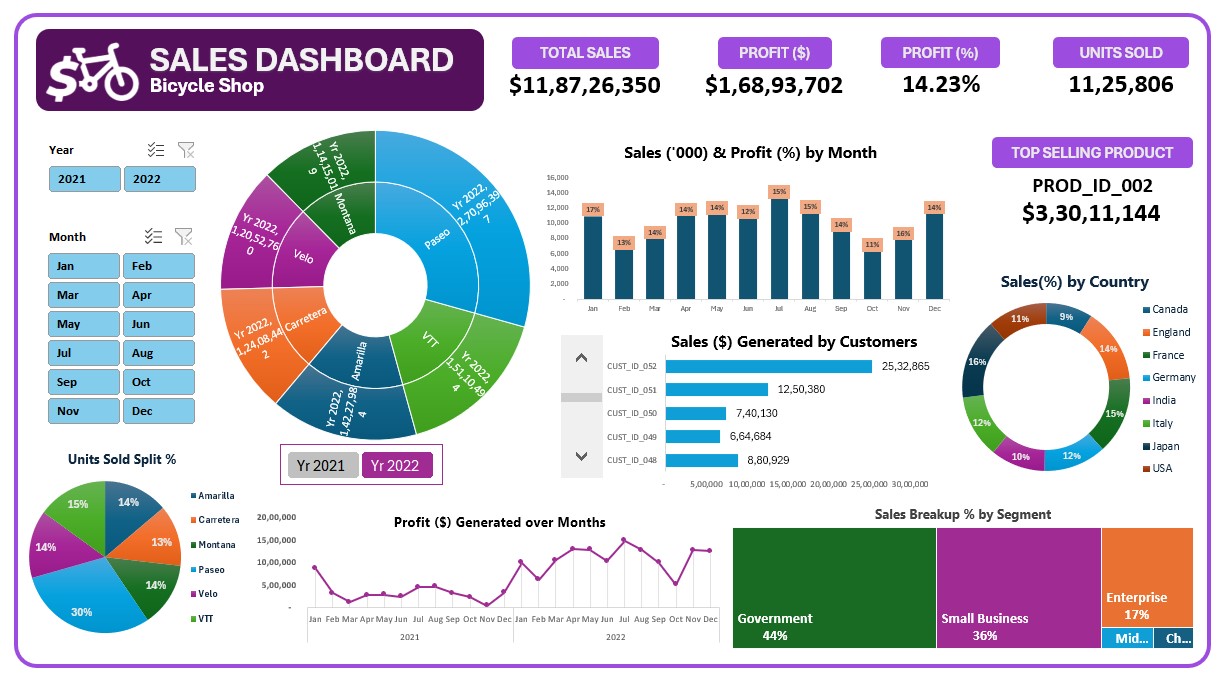 SALES DASHBOARD
Bicycle Shop
TOTAL SALES
$11,87,26,350
PROFIT ($)
$1,68,93,702
PROFIT (%)
14.23%
UNITS SOLD
11,25,806
Year
2021
2022
Month
Jan
Feb
Mar
Apr
May
Jun
Jul
Aug
Sep
Oct
Nov
Dec
Yr 2022,
2,70,96,39
7
Paseo
Yr 2022,
1,51,10,49
4
VTT
Yr 2022,
1,42,27,98
4
Amarilla
Yr 2022,
1,24,08,44
2
Carretera
Yr 2022,
1,20,52,76
0
Velo
Yr 2022,
1,14,15,01
9
Montana
Yr 2021
Yr 2022
Sales ('000) & Profit (%) by Month
16,000
14,000
12,000
10,000
8,000
6,000
4,000
2,000
-
17%
13%
14%
14%
14%
12%
15%
15%
14%
11%
16%
14%
Jan
Feb
Mar
Apr
May
Jun
Jul
Aug
Sep
Oct
Nov
Dec
TOP SELLING PRODUCT
PROD_ID_002
$3,30,11,144
Sales ($) Generated by Customers
CUST_ID_052
25,32,865
CUST_ID_051
12,50,380
CUST_ID_050
7,40,130
CUST_ID_049
6,64,684
CUST_ID_048
8,80,929
-
5,00,000
10,00,000
15,00,000
20,00,000
25,00,000
30,00,000
Sales(%) by Country
9%
14%
15%
12%
10%
12%
16%
11%
Canada
England
France
Germany
India
Italy
Japan
USA
Units Sold Split %
14%
13%
14%
30%
14%
15%
Amarilla
Carretera
Montana
Paseo
Velo
VTT
Profit ($) Generated over Months
20,00,000
15,00,000
10,00,000
5,00,000
-
Jan Feb Mar Apr May Jun Jul Aug Sep Oct Nov Dec Jan Feb Mar Apr May Jun Jul Aug Sep Oct Nov Dec
2021
2022
Sales Breakup % by Segment
Government
44%
Small Business
36%
Enterprise
17%
Mid...
Ch...